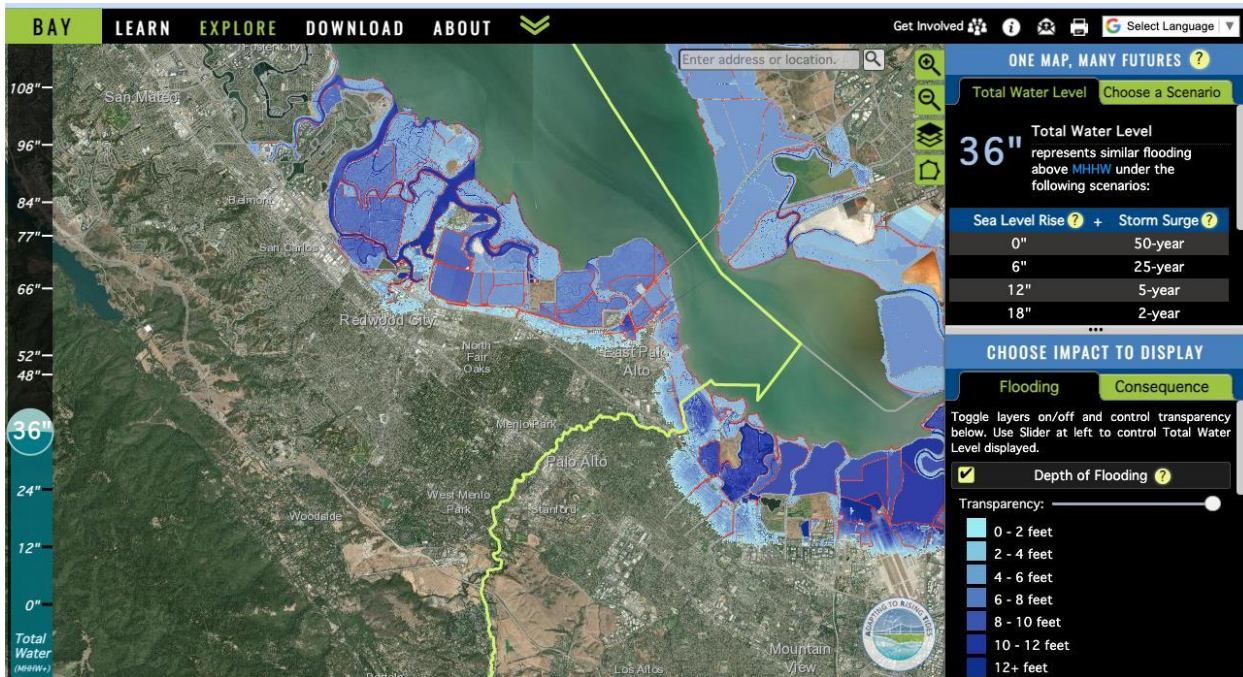 BAY LEARN EXPLORE DOWNLOAD ABOUT
Get Involved
i
G Select Language ▼
Foster City
San Mateo
Belmont
San Carlos
Redwood City
North
Fair
Oaks
East Palo
Alto
Menlo Park
Palo Alto
West Menlo
Park
Stanford
Woodside
Mountain
View
Los Altos
Portola
108"
96"
84"
77"
66"
52"
48"
36"
24"
12"
0"
Total
Water
(MHHW+)
Enter address or location.
ADAPTING TO RISING TIDES
ONE MAP, MANY FUTURES ?
Total Water Level
Choose a Scenario
36"
Total Water Level
represents similar flooding
above MHHW under the
following scenarios:
Sea Level Rise ? + Storm Surge ?
0" 50-year
6" 25-year
12" 5-year
18" 2-year
CHOOSE IMPACT TO DISPLAY
Flooding
Consequence
Toggle layers on/off and control transparency
below. Use Slider at left to control Total Water
Level displayed.
Depth of Flooding ?
Transparency:
0 - 2 feet
2 - 4 feet
4 - 6 feet
6 - 8 feet
8 - 10 feet
10 - 12 feet
12+ feet